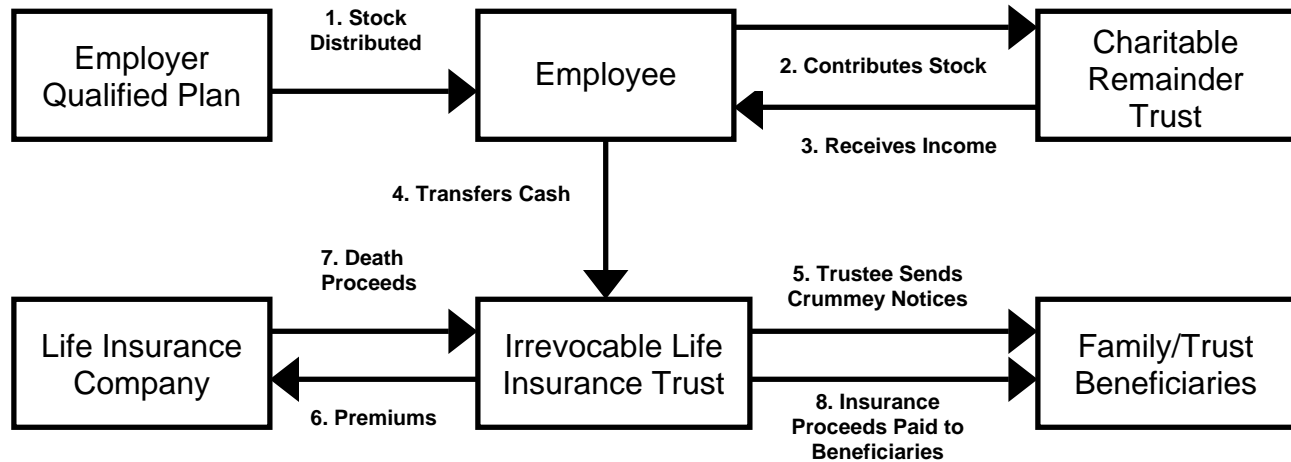 1. Stock
Distributed
Employer
Qualified Plan
Employee
2. Contributes Stock
3. Receives Income
Charitable
Remainder
Trust
4. Transfers Cash
7. Death
Proceeds
5. Trustee Sends
Crummey Notices
Life Insurance
Company
Irrevocable Life
Insurance Trust
Family/Trust
Beneficiaries
6. Premiums
8. Insurance
Proceeds Paid to
Beneficiaries